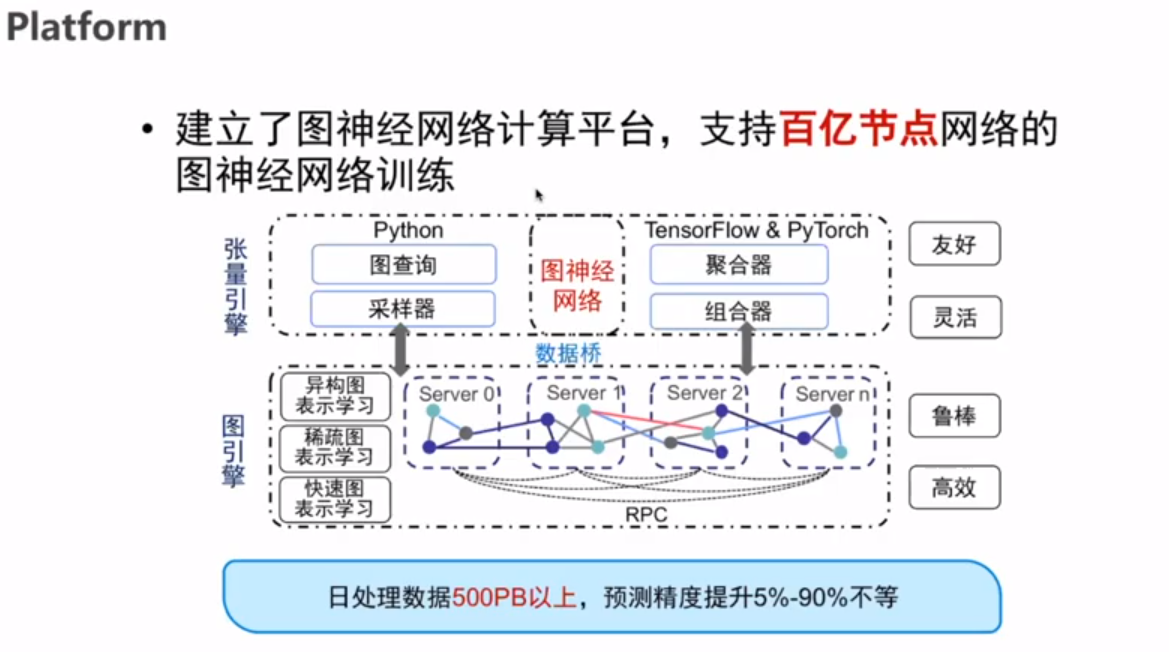 Platform
• 建立了图神经网络计算平台，支持百亿节点网络的
图神经网络训练
张量引擎
Python
图查询
采样器
图神经
网络
TensorFlow & PyTorch
聚合器
组合器
友好
灵活
数据桥
图引擎
异构图
表示学习
稀疏图
表示学习
快速图
表示学习
Server 0
Server 1
Server 2
Server n
RPC
鲁棒
高效
日处理数据500PB以上，预测精度提升5%-90%不等